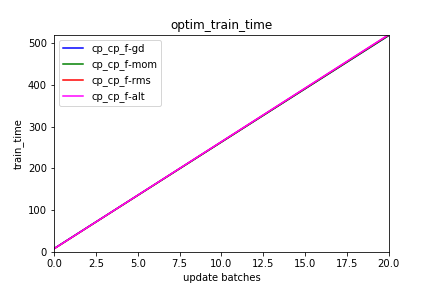 optim_train_time
500
400
300
200
100
0
train_time
cp_cp_f-gd
cp_cp_f-mom
cp_cp_f-rms
cp_cp_f-alt
0.0 2.5 5.0 7.5 10.0 12.5 15.0 17.5 20.0
update batches